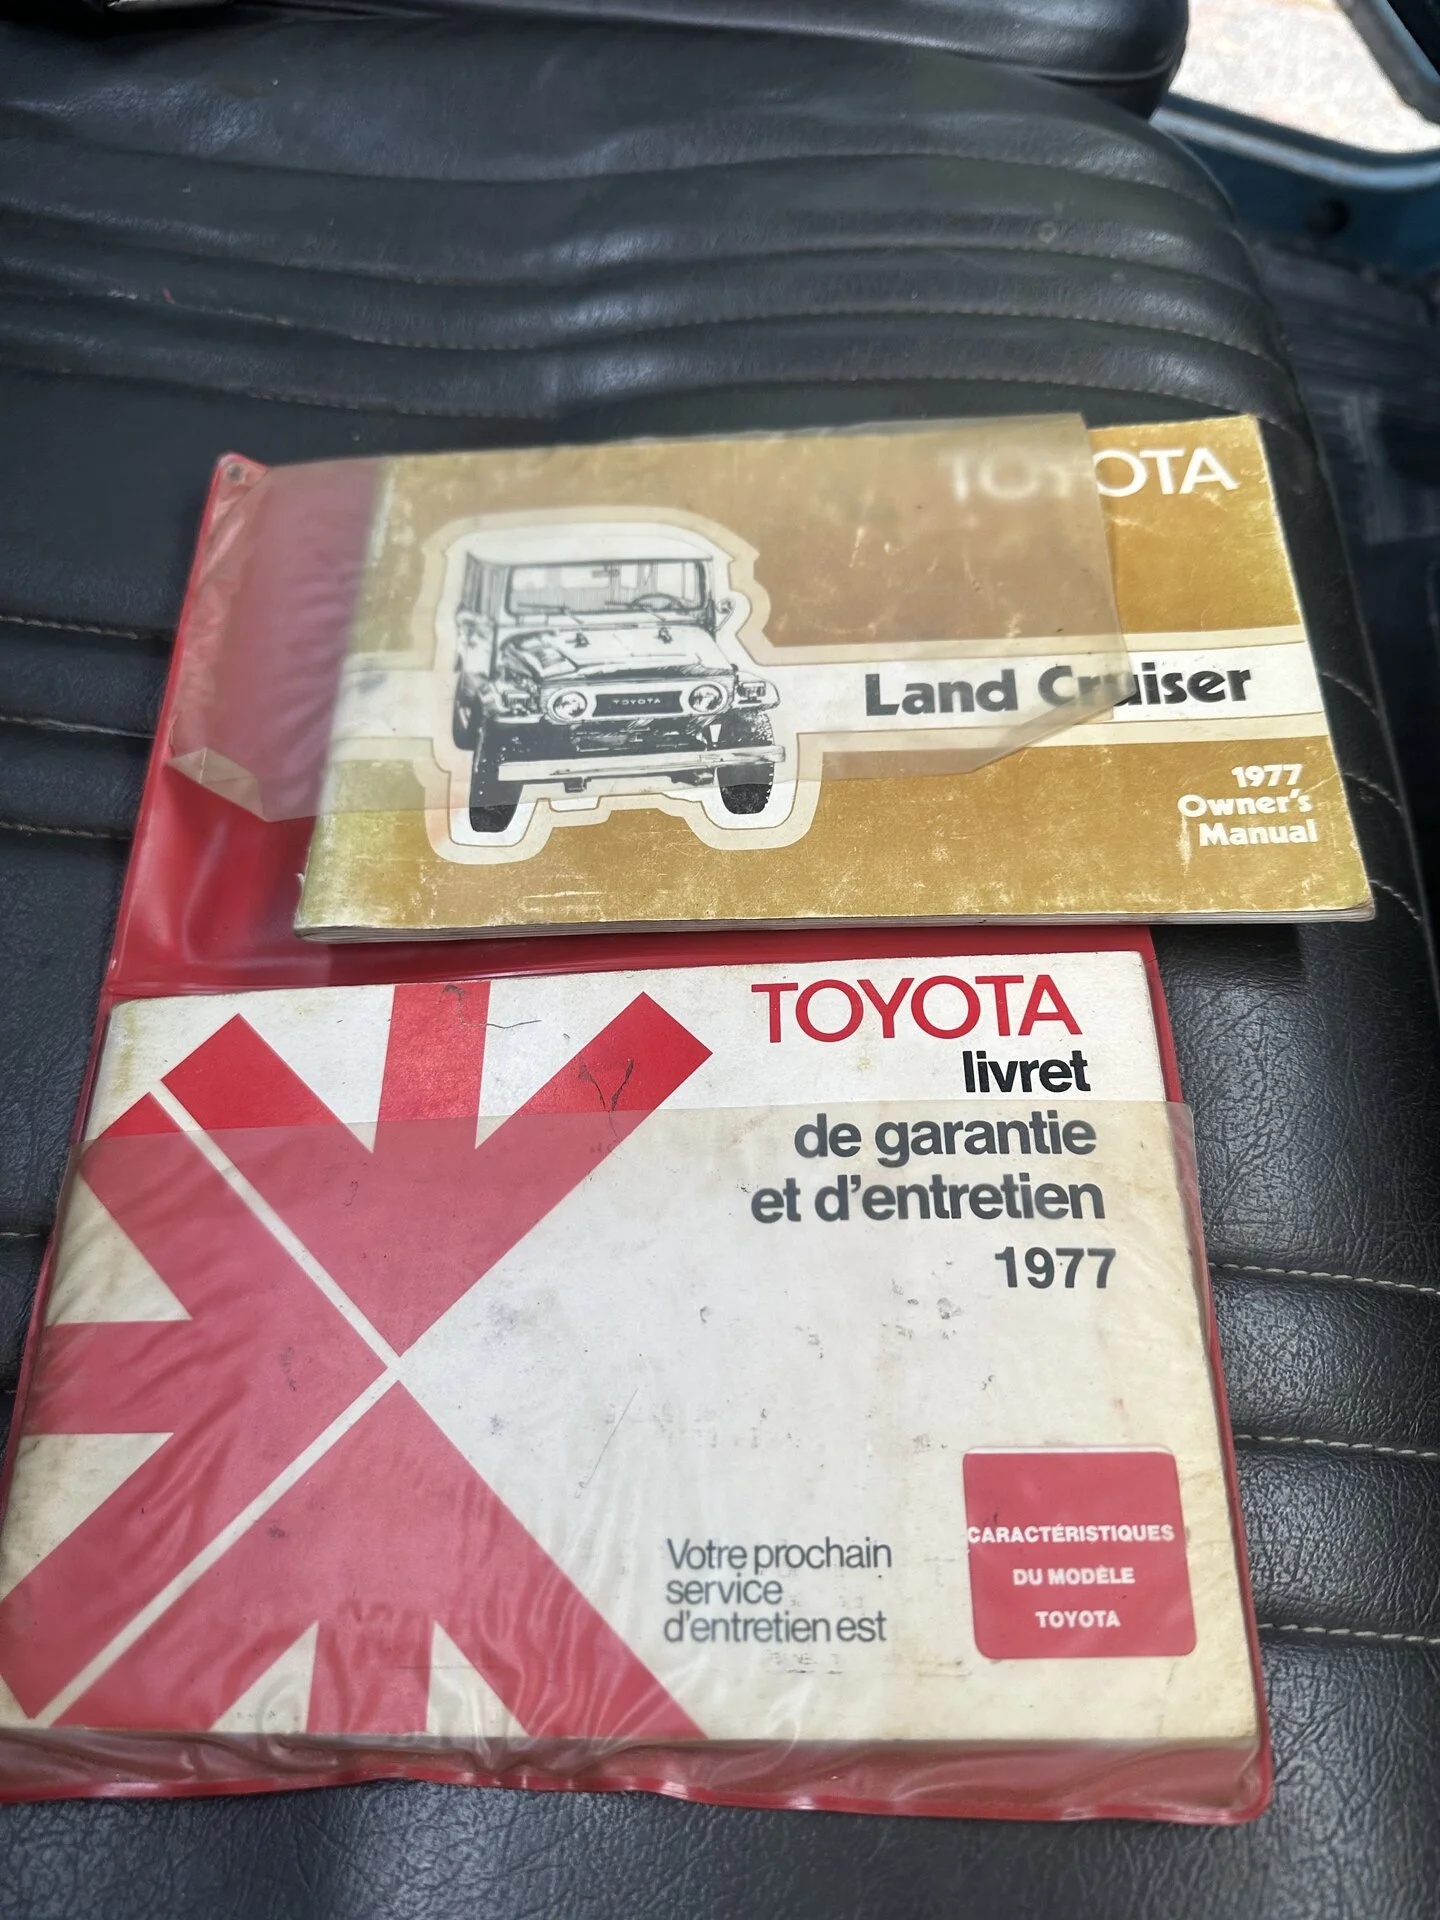 TOYOTA
TOYOTA
Land Cruiser
1977
Owner's
Manual
TOYOTA
livret
de garantie
et d'entretien
1977
Votre prochain
service
d'entretien est
CARACTÉRISTIQUES
DU MODÈLE
TOYOTA